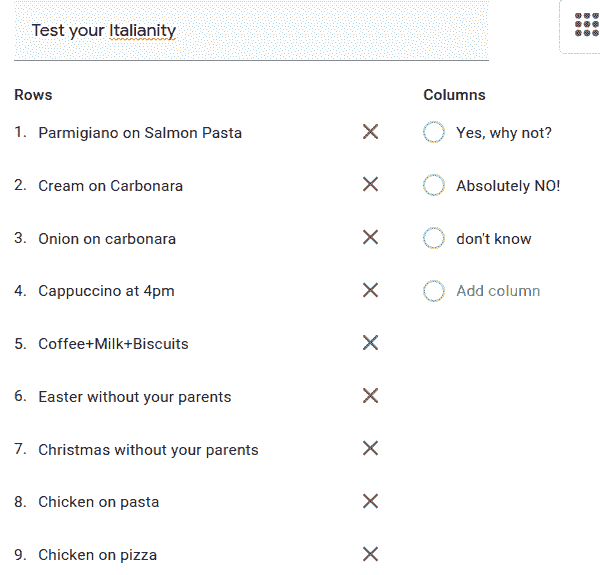 Test your Italianity
Rows
Columns
1. Parmigiano on Salmon Pasta
Yes, why not?
2. Cream on Carbonara
Absolutely NO!
3. Onion on carbonara
don't know
4. Cappuccino at 4pm
Add column
5. Coffee+Milk+Biscuits
6. Easter without your parents
7. Christmas without your parents
8. Chicken on pasta
9. Chicken on pizza